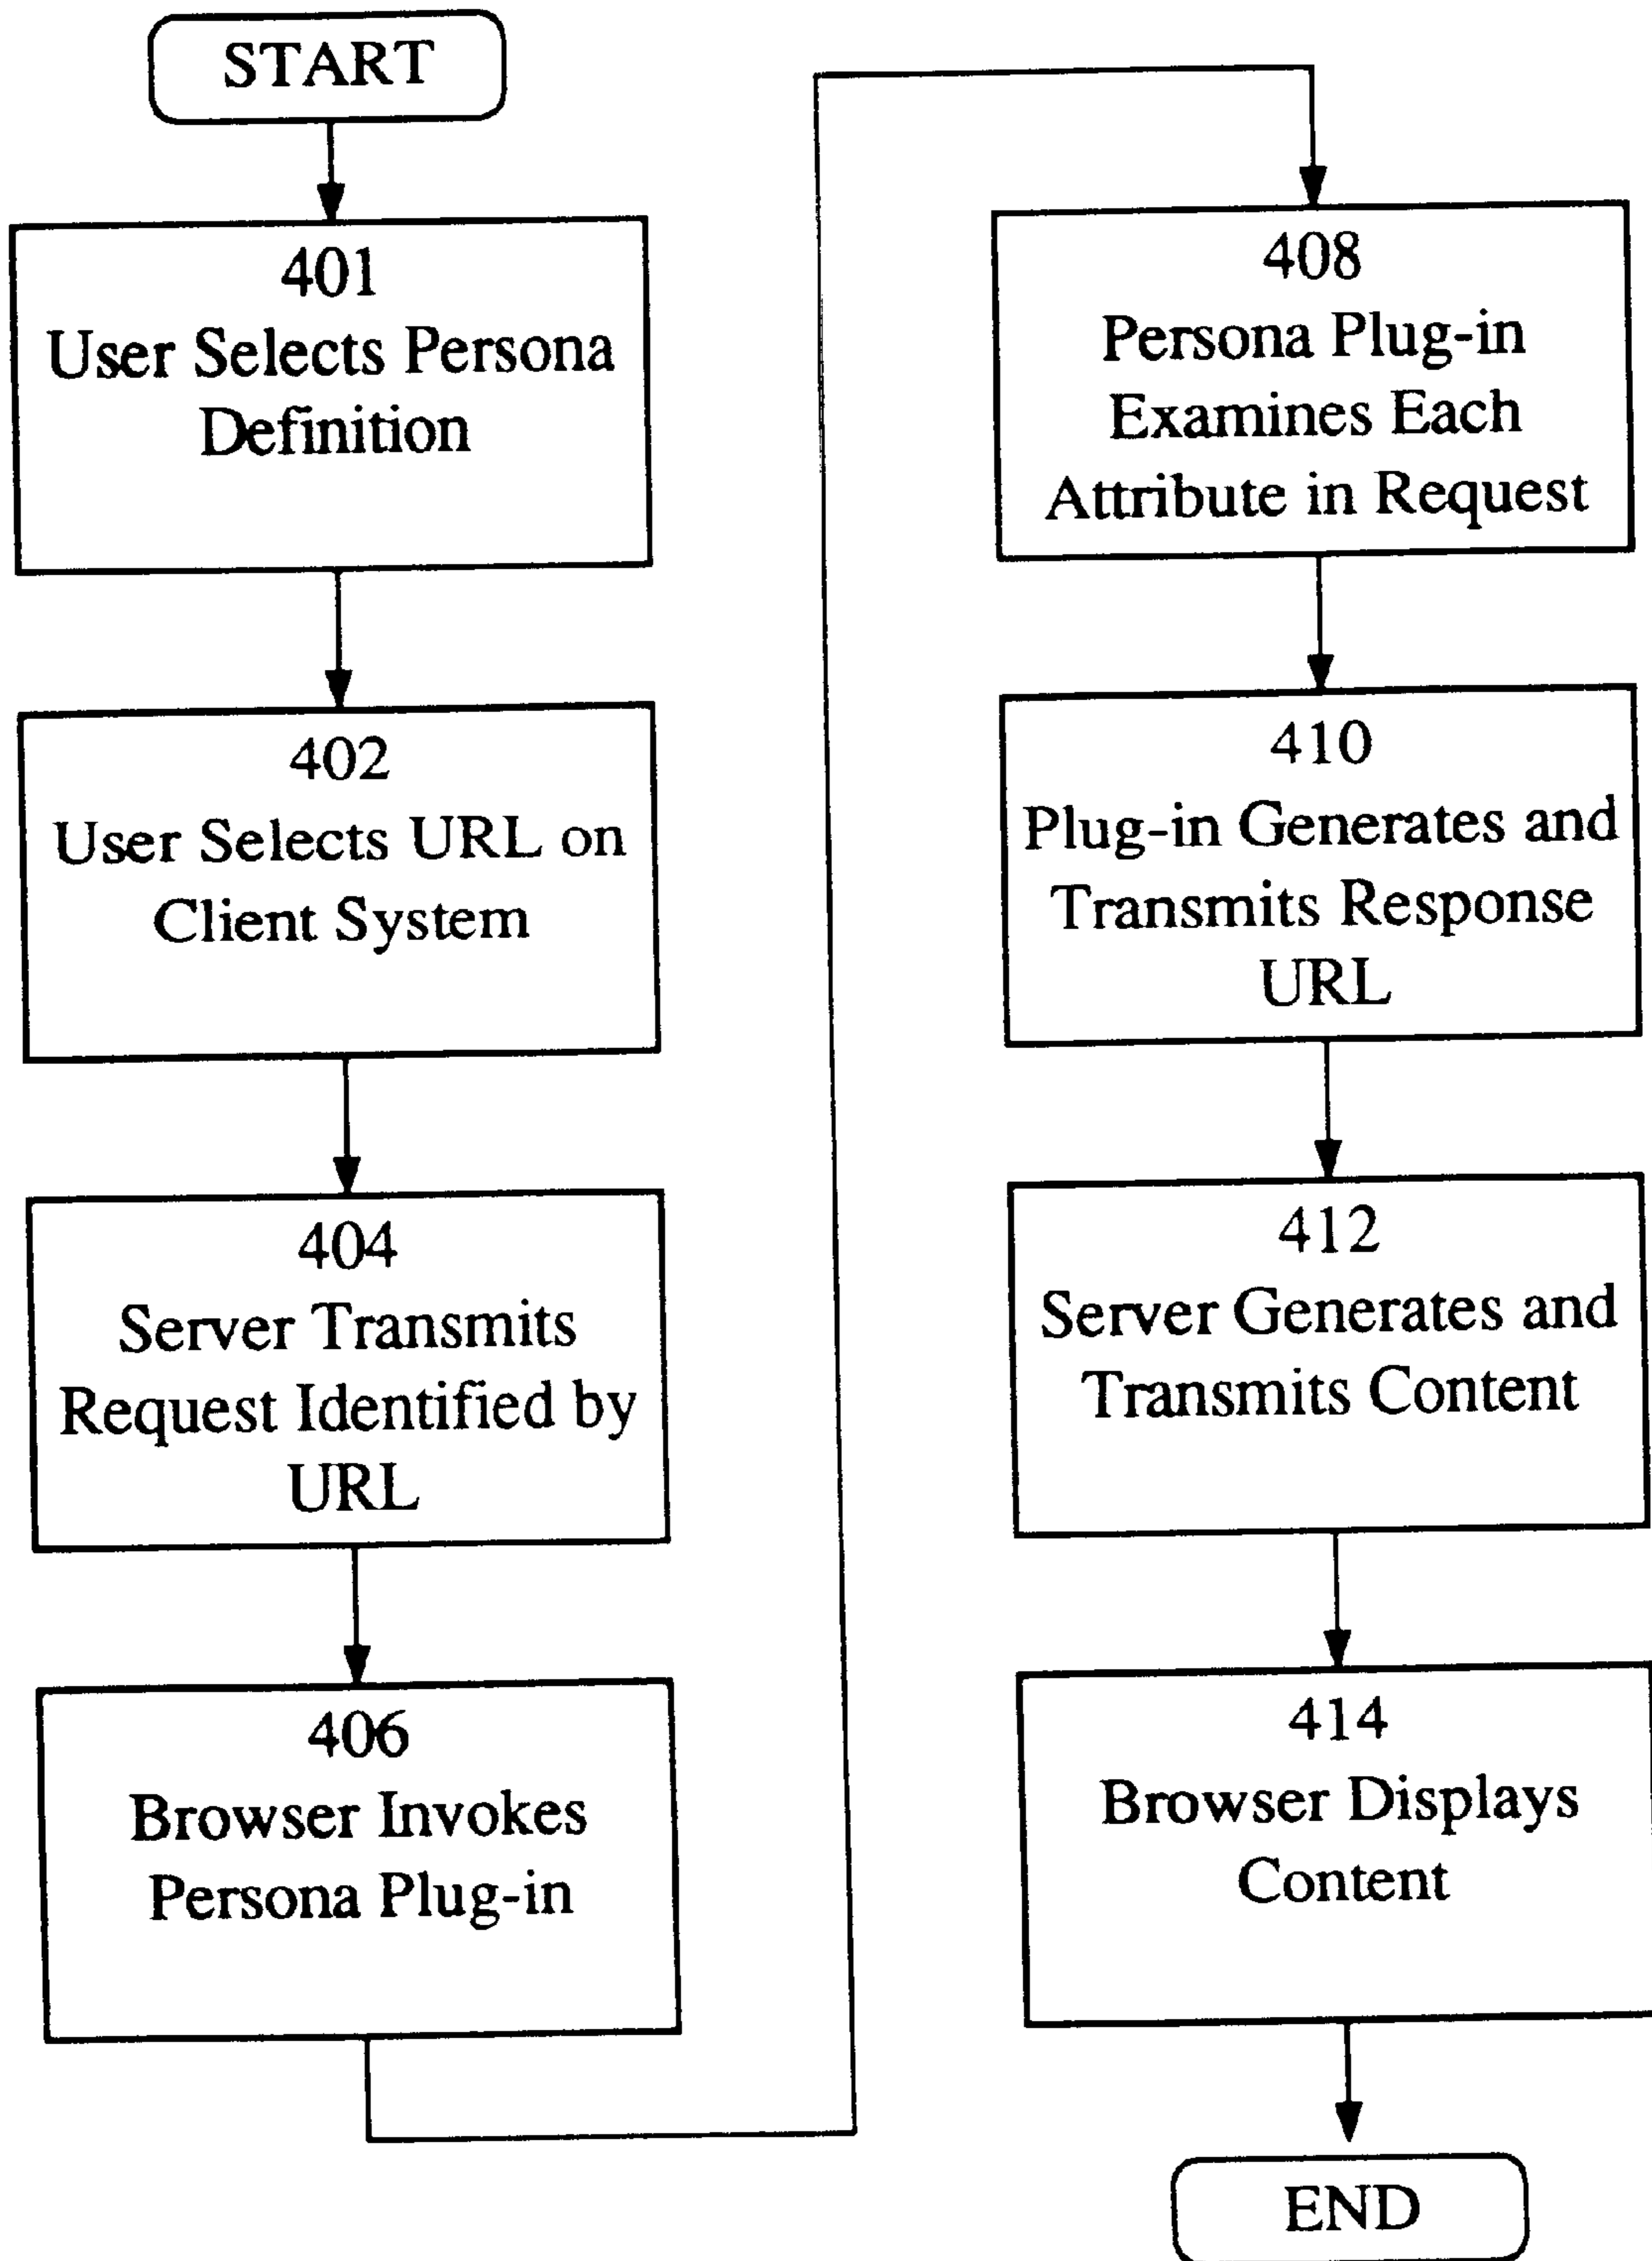 START
401
User Selects Persona
Definition
402
User Selects URL on
Client System
404
Server Transmits
Request Identified by
URL
406
Browser Invokes
Persona Plug-in
408
Persona Plug-in
Examines Each
Attribute in Request
410
Plug-in Generates and
Transmits Response
URL
412
Server Generates and
Transmits Content
414
Browser Displays
Content
END